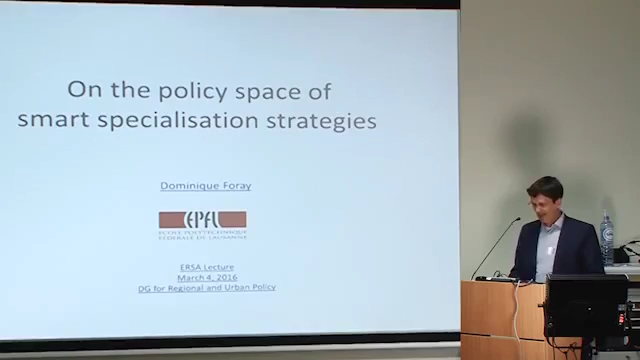 On the policy space of
smart specialisation strategies
Dominique Foray
EPFL
ECOLE POLYTECHNIQUE
FEDERALE DE LAUSANNE
ERSA Lecture
March 4, 2016
DG for Regional and Urban Policy